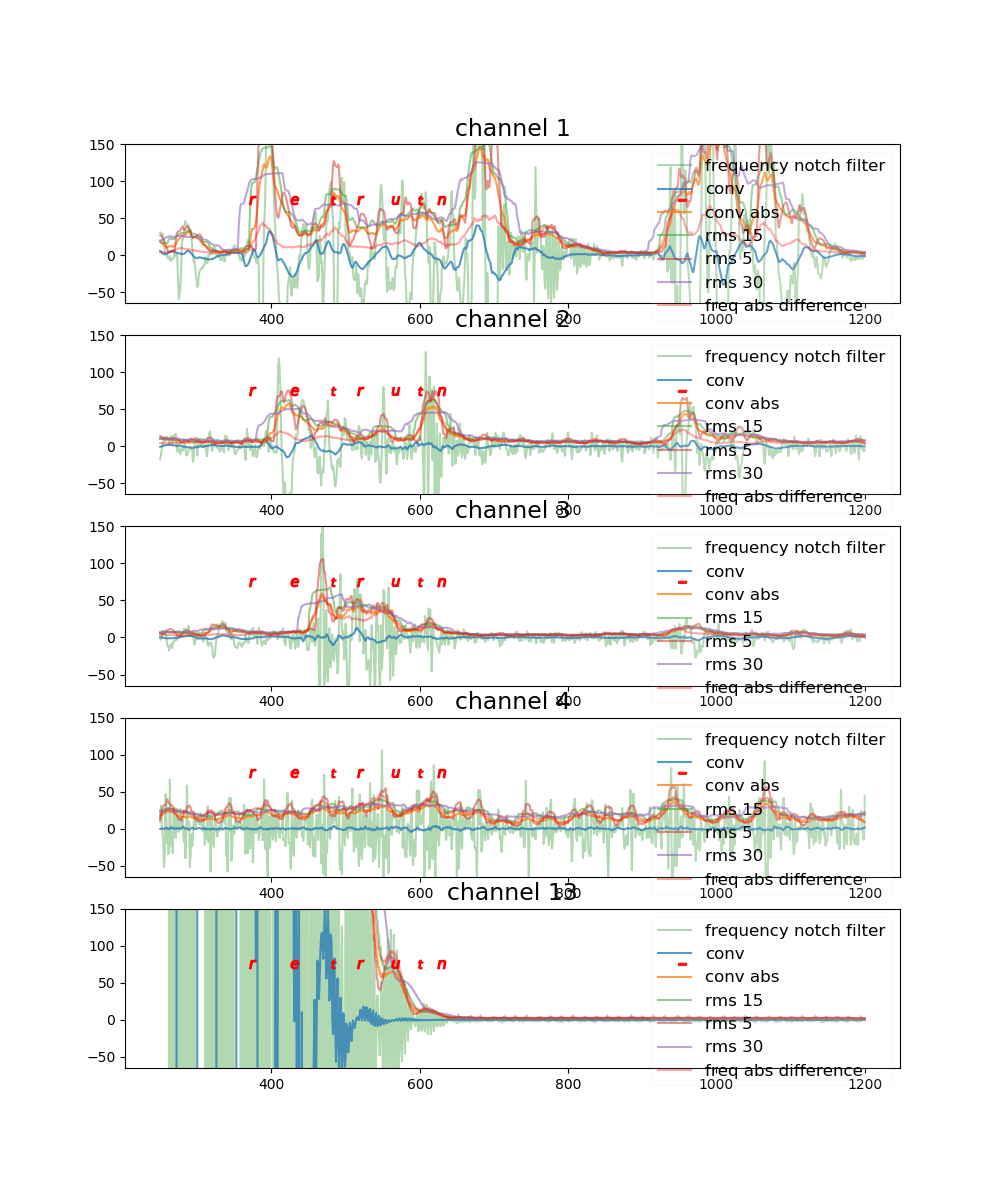 channel 1
150
100
50
0
−50
r e t r u t n -
frequency notch filter
conv
conv abs
rms 15
rms 5
rms 30
freq abs difference
400 600 800 1000 1200
channel 2
150
100
50
0
−50
r e t r u t n -
frequency notch filter
conv
conv abs
rms 15
rms 5
rms 30
freq abs difference
400 600 800 1000 1200
channel 3
150
100
50
0
−50
r e t r u t n -
frequency notch filter
conv
conv abs
rms 15
rms 5
rms 30
freq abs difference
400 600 800 1000 1200
channel 4
150
100
50
0
−50
r e t r u t n -
frequency notch filter
conv
conv abs
rms 15
rms 5
rms 30
freq abs difference
400 600 800 1000 1200
channel 13
150
100
50
0
−50
r e t r u t n -
frequency notch filter
conv
conv abs
rms 15
rms 5
rms 30
freq abs difference
400 600 800 1000 1200